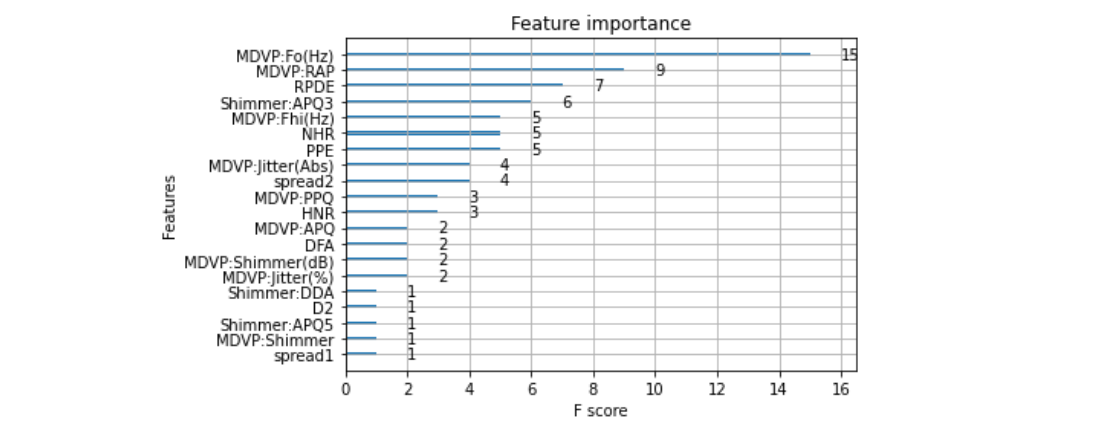 Feature importance
MDVP:Fo(Hz) 15
MDVP:RAP 9
RPDE 7
Shimmer:APQ3 6
MDVP:Fhi(Hz) 5
NHR 5
PPE 5
MDVP:Jitter(Abs) 4
spread2 4
MDVP:PPQ 3
HNR 3
MDVP:APQ 2
DFA 2
MDVP:Shimmer(dB) 2
MDVP:Jitter(%) 2
Shimmer:DDA 1
D2 1
Shimmer:APQ5 1
MDVP:Shimmer 1
spread1 1
Features
0 2 4 6 8 10 12 14 16
F score